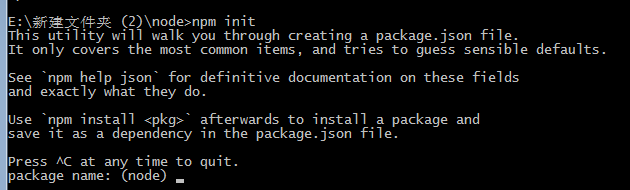 E:\新建文件夹 (2)\node>npm init
This utility will walk you through creating a package.json file.
It only covers the most common items, and tries to guess sensible defaults.
See `npm help json` for definitive documentation on these fields
and exactly what they do.
Use `npm install <pkg>` afterwards to install a package and
save it as a dependency in the package.json file.
Press ^C at any time to quit.
package name: (node)